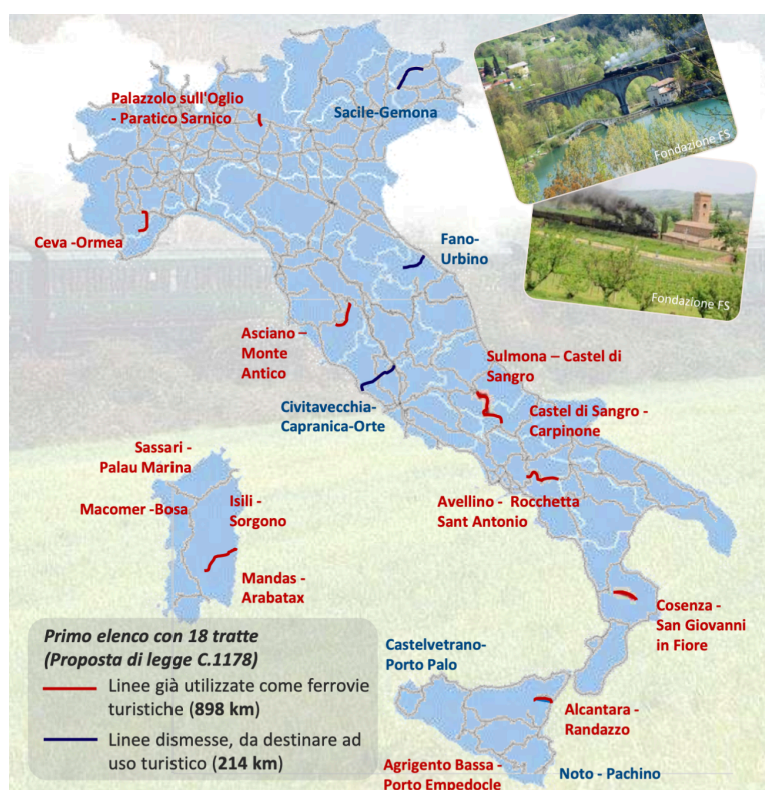 Palazzolo sull'Oglio
- Paratico Sarnico
Sacile-Gemona
Fondazione FS
Fondazione FS
Ceva -Ormea
Fano-
Urbino
Asciano –
Monte
Antico
Sulmona – Castel di
Sangro
Civitavecchia-
Capranica-Orte
Castel di Sangro -
Carpinone
Sassari -
Palau Marina
Macomer -Bosa
Isili -
Sorgono
Avellino - Rocchetta
Sant Antonio
Mandas -
Arabatax
Cosenza -
San Giovanni
in Fiore
Primo elenco con 18 tratte
(Proposta di legge C.1178)
Linee già utilizzate come ferrovie
turistiche (898 km)
Linee dismesse, da destinare ad
uso turistico (214 km)
Castelvetrano-
Porto Palo
Alcantara -
Randazzo
Agrigento Bassa -
Porto Empedocle
Noto - Pachino